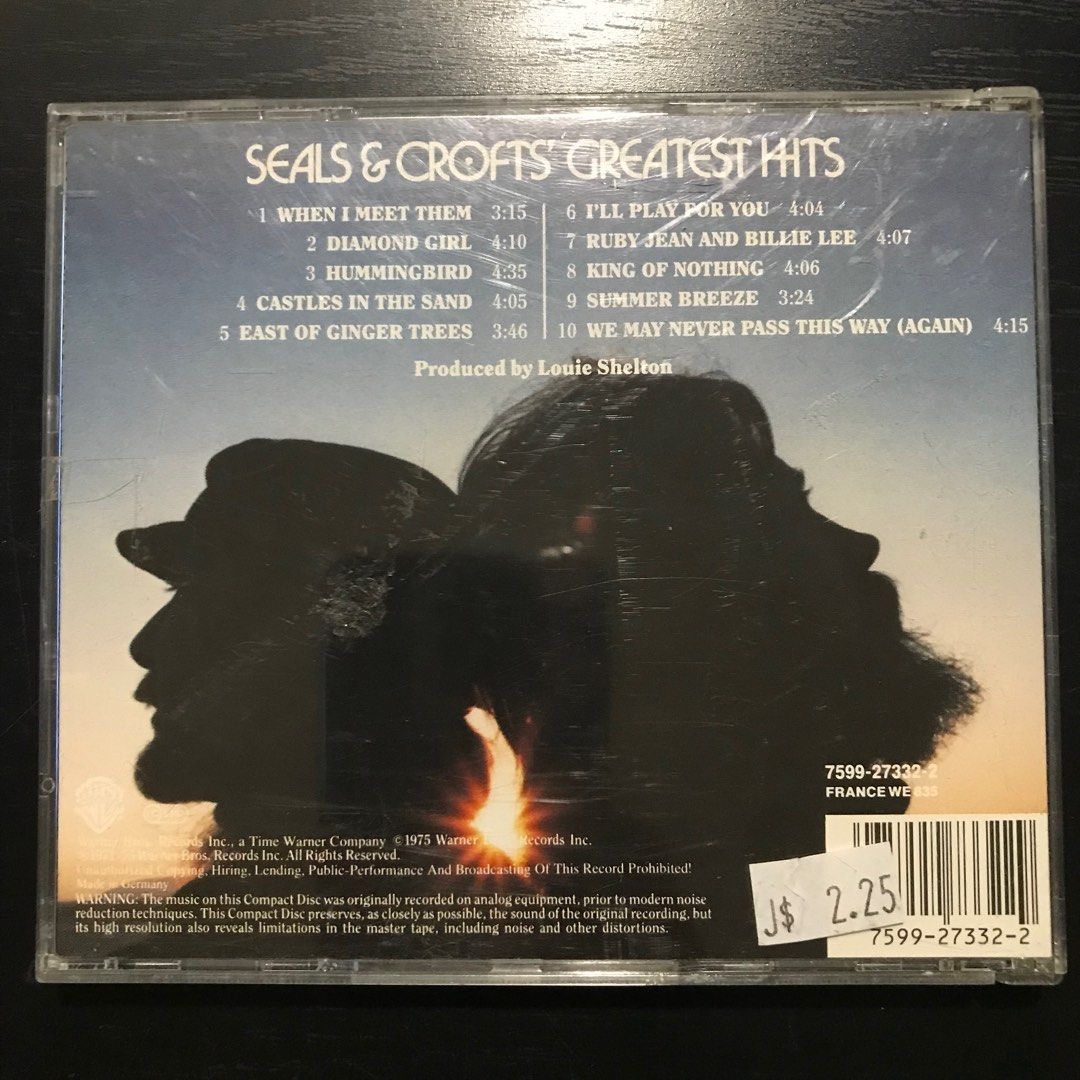 SEALS & CROFTS' GREATEST HITS
1 WHEN I MEET THEM 3:15
2 DIAMOND GIRL 4:10
3 HUMMINGBIRD 4:35
4 CASTLES IN THE SAND 4:05
5 EAST OF GINGER TREES 3:46
6 I'LL PLAY FOR YOU 4:04
7 RUBY JEAN AND BILLIE LEE 4:07
8 KING OF NOTHING 4:06
9 SUMMER BREEZE 3:24
10 WE MAY NEVER PASS THIS WAY (AGAIN) 4:15
Produced by Louie Shelton
7599-27332-2
FRANCE WE 835
Records Inc., a Time Warner Company ©1975 Warner Records Inc.
Bros. Records Inc. All Rights Reserved.
Unauthorized Copying, Hiring, Lending, Public-Performance And Broadcasting Of This Record Prohibited!
Made in Germany
WARNING: The music on this Compact Disc was originally recorded on analog equipment, prior to modern noise
reduction techniques. This Compact Disc preserves, as closely as possible, the sound of the original recording, but
its high resolution also reveals limitations in the master tape, including noise and other distortions.
J$ 2.25
7599-27332-2